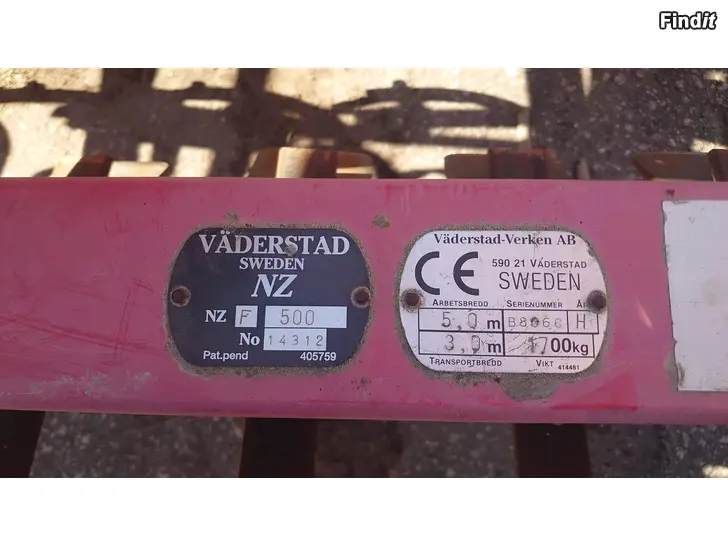 Findit
VÄDERSTAD
SWEDEN
NZ
NZ F 500
No 14312
Pat.pend 405759
Väderstad-Verken AB
CE 590 21 VÄDERSTAD
SWEDEN
ARBETSBREDD SERIENUMMER
5,0 m H
3,0 m 1700kg
TRANSPORTBREDD VIKT 414481